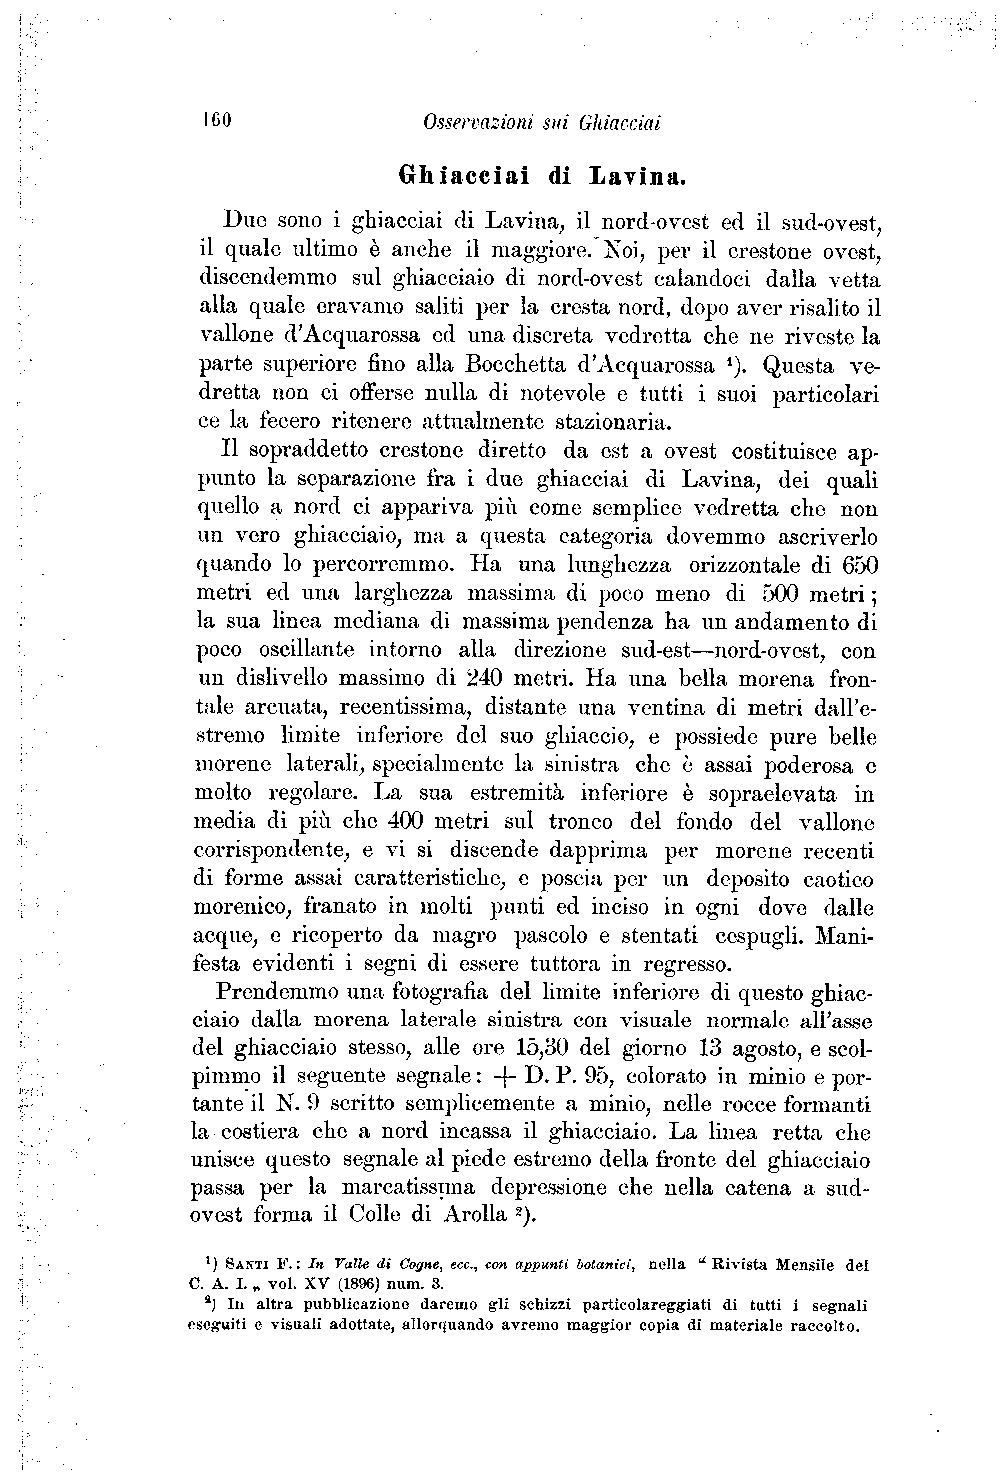 160 Osservazioni sui Ghiacciai
Ghiacciai di Lavina.
Due sono i ghiacciai di Lavina, il nord-ovest ed il sud-ovest,
il quale ultimo è anche il maggiore. Noi, per il crestone ovest,
discendemmo sul ghiacciaio di nord-ovest calandoci dalla vetta
alla quale eravamo saliti per la cresta nord, dopo aver risalito il
vallone d'Acquarossa ed una discreta vedretta che ne riveste la
parte superiore fino alla Bocchetta d'Acquarossa ¹). Questa ve-
dretta non ci offerse nulla di notevole e tutti i suoi particolari
ce la fecero ritenere attualmente stazionaria.
Il sopraddetto crestone diretto da est a ovest costituisce ap-
punto la separazione fra i due ghiacciai di Lavina, dei quali
quello a nord ci appariva più come semplice vedretta che non
un vero ghiacciaio, ma a questa categoria dovemmo ascriverlo
quando lo percorremmo. Ha una lunghezza orizzontale di 650
metri ed una larghezza massima di poco meno di 500 metri ;
la sua linea mediana di massima pendenza ha un andamento di
poco oscillante intorno alla direzione sud-est—nord-ovest, con
un dislivello massimo di 240 metri. Ha una bella morena fron-
tale arcuata, recentissima, distante una ventina di metri dall'e-
stremo limite inferiore del suo ghiaccio, e possiede pure belle
morene laterali, specialmente la sinistra che è assai poderosa e
molto regolare. La sua estremità inferiore è sopraelevata in
media di più che 400 metri sul tronco del fondo del vallone
corrispondente, e vi si discende dapprima per morene recenti
di forme assai caratteristiche, e poscia per un deposito caotico
morenico, franato in molti punti ed inciso in ogni dove dalle
acque, e ricoperto da magro pascolo e stentati cespugli. Mani-
festa evidenti i segni di essere tuttora in regresso.
Prendemmo una fotografia del limite inferiore di questo ghiac-
ciaio dalla morena laterale sinistra con visuale normale all'asse
del ghiacciaio stesso, alle ore 15,30 del giorno 13 agosto, e scol-
pimmo il seguente segnale: + D. P. 95, colorato in minio e por-
tante il N. 9 scritto semplicemente a minio, nelle rocce formanti
la costiera che a nord incassa il ghiacciaio. La linea retta che
unisce questo segnale al piede estremo della fronte del ghiacciaio
passa per la marcatissima depressione che nella catena a sud-
ovest forma il Colle di Arolla ²).
¹) SANTI F.: In Valle di Cogne, ecc., con appunti botanici, nella “ Rivista Mensile del
C. A. I. „ vol. XV (1896) num. 3.
²) In altra pubblicazione daremo gli schizzi particolareggiati di tutti i segnali
eseguiti e visuali adottate, allorquando avremo maggior copia di materiale raccolto.